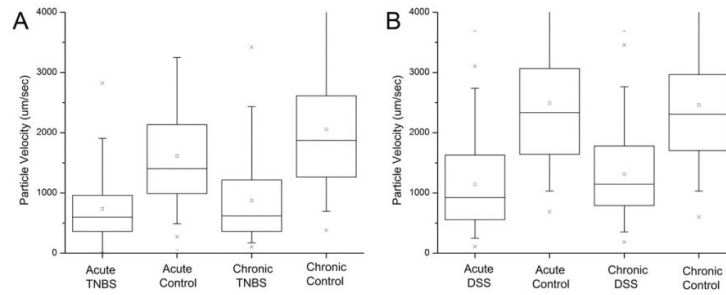 A
Particle Velocity (um/sec)
4000
3000
2000
1000
0
Acute
TNBS
Acute
Control
Chronic
TNBS
Chronic
Control
B
Particle Velocity (um/sec)
4000
3000
2000
1000
0
Acute
DSS
Acute
Control
Chronic
DSS
Chronic
Control